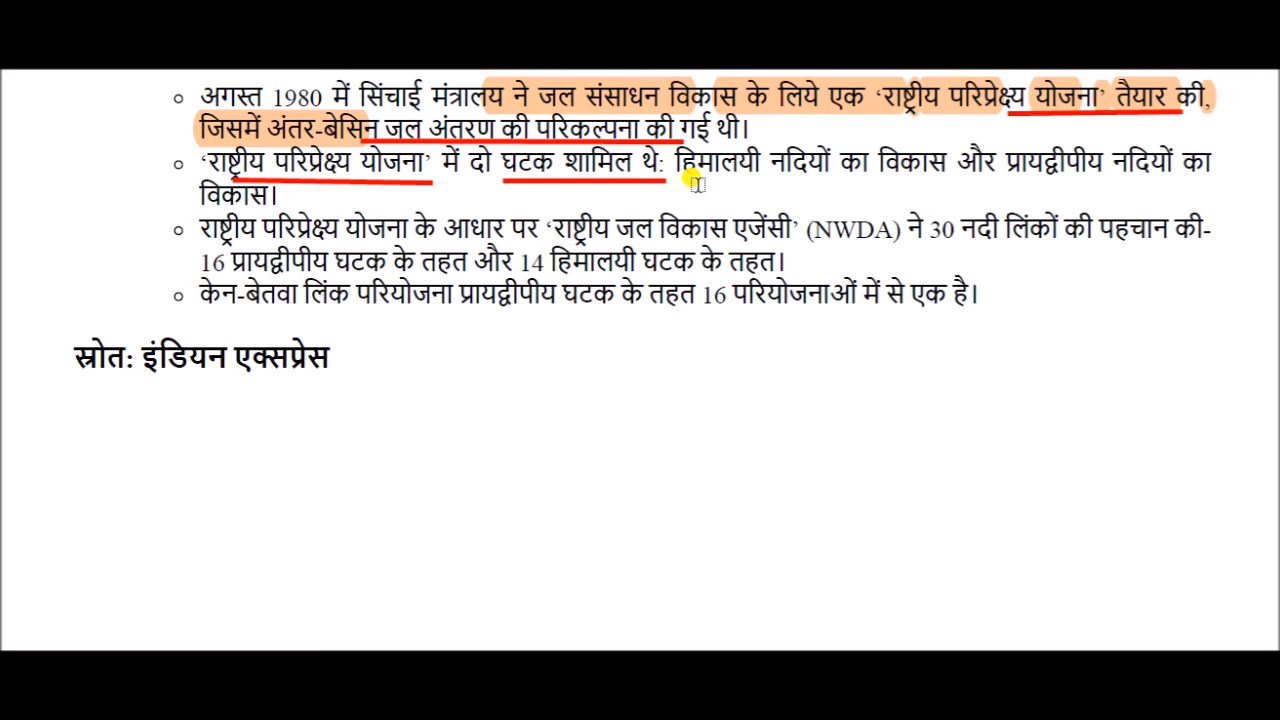 ○ अगस्त 1980 में सिंचाई मंत्रालय ने जल संसाधन विकास के लिये एक ‘राष्ट्रीय परिप्रेक्ष्य योजना’ तैयार की,
जिसमें अंतर-बेसिन जल अंतरण की परिकल्पना की गई थी।
○ ‘राष्ट्रीय परिप्रेक्ष्य योजना’ में दो घटक शामिल थे: हिमालयी नदियों का विकास और प्रायद्वीपीय नदियों का
विकास।
○ राष्ट्रीय परिप्रेक्ष्य योजना के आधार पर ‘राष्ट्रीय जल विकास एजेंसी’ (NWDA) ने 30 नदी लिंकों की पहचान की-
16 प्रायद्वीपीय घटक के तहत और 14 हिमालयी घटक के तहत।
○ केन-बेतवा लिंक परियोजना प्रायद्वीपीय घटक के तहत 16 परियोजनाओं में से एक है।
स्रोत: इंडियन एक्सप्रेस